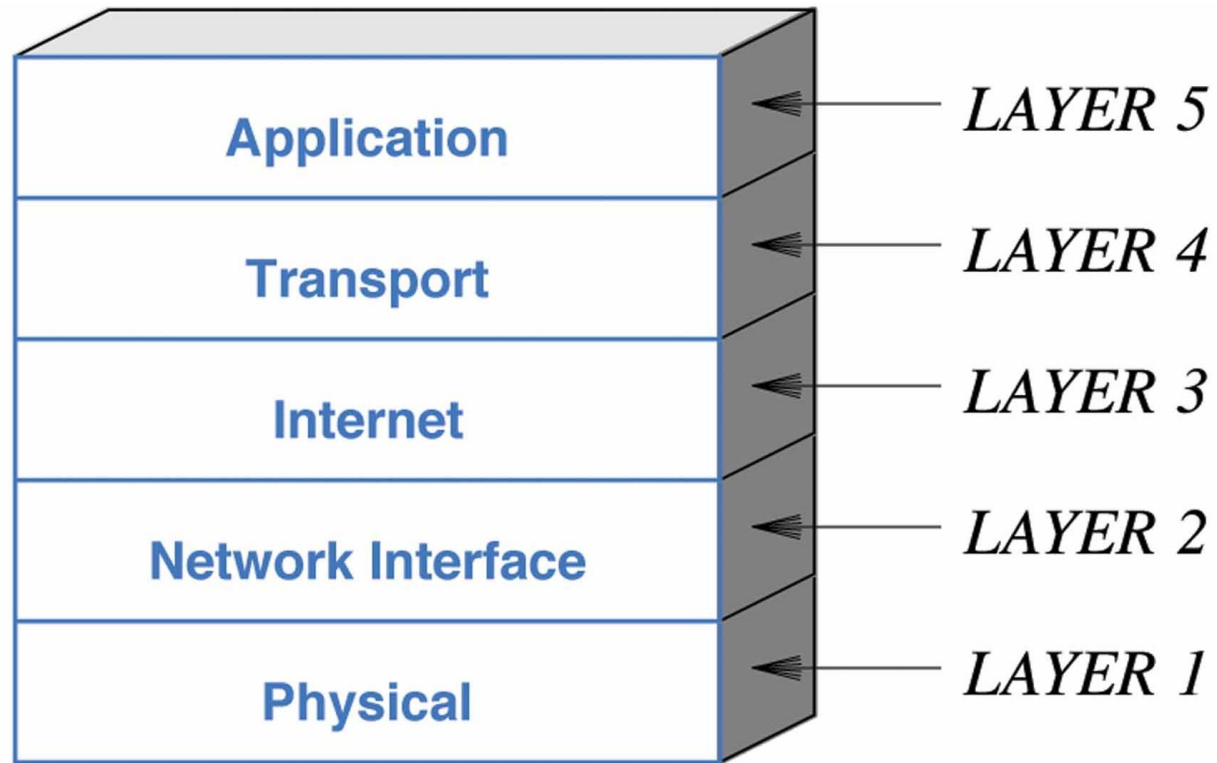 Application
LAYER 5
Transport
LAYER 4
Internet
LAYER 3
Network Interface
LAYER 2
Physical
LAYER 1